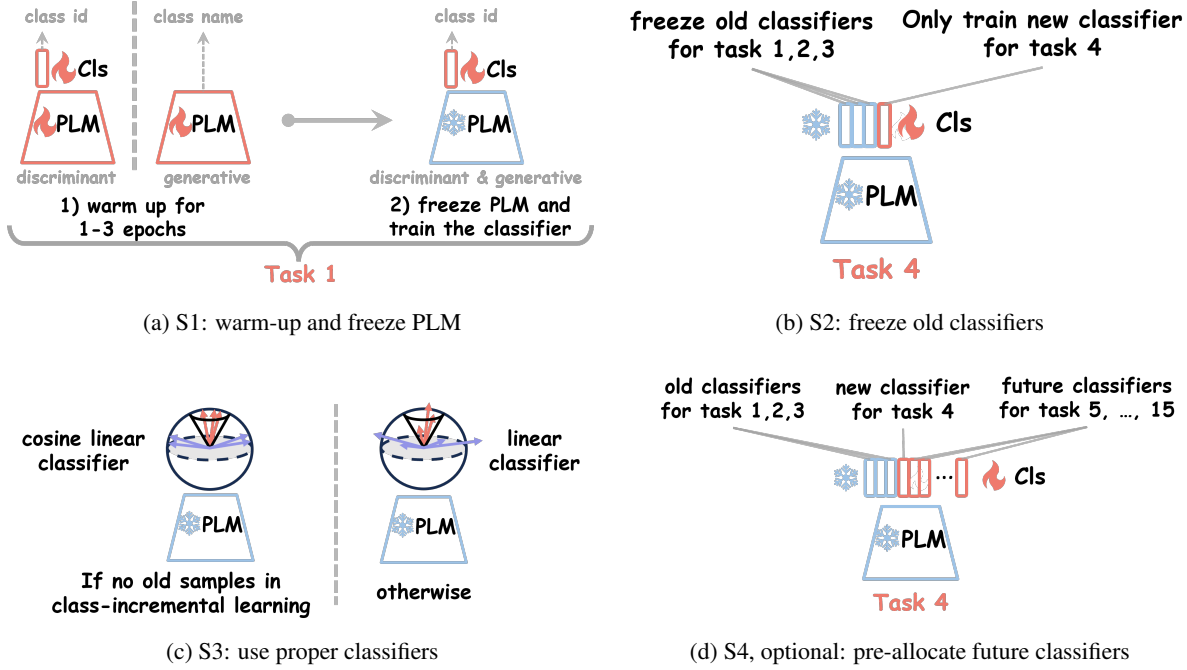 class id
class name
class id
Cls
Cls
PLM
PLM
PLM
discriminant
generative
discriminant & generative
1) warm up for
1-3 epochs
2) freeze PLM and
train the classifier
Task 1
(a) S1: warm-up and freeze PLM
freeze old classifiers
for task 1,2,3
Only train new classifier
for task 4
Cls
PLM
Task 4
(b) S2: freeze old classifiers
cosine linear
classifier
linear
classifier
PLM
PLM
If no old samples in
class-incremental learning
otherwise
(c) S3: use proper classifiers
old classifiers
for task 1,2,3
new classifier
for task 4
future classifiers
for task 5, ..., 15
...
Cls
PLM
Task 4
(d) S4, optional: pre-allocate future classifiers